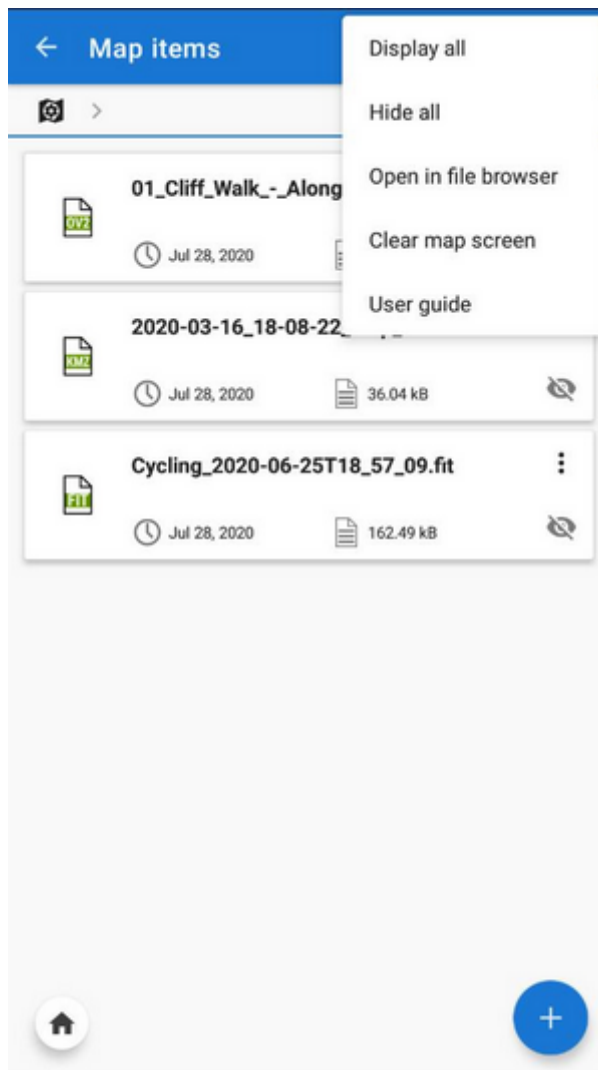 Map items
Display all
Hide all
Open in file browser
Clear map screen
User guide
01_Cliff_Walk_-_Along
OV2
Jul 28, 2020
2020-03-16_18-08-22_
KMZ
Jul 28, 2020
36.04 kB
Cycling_2020-06-25T18_57_09.fit
FIT
Jul 28, 2020
162.49 kB